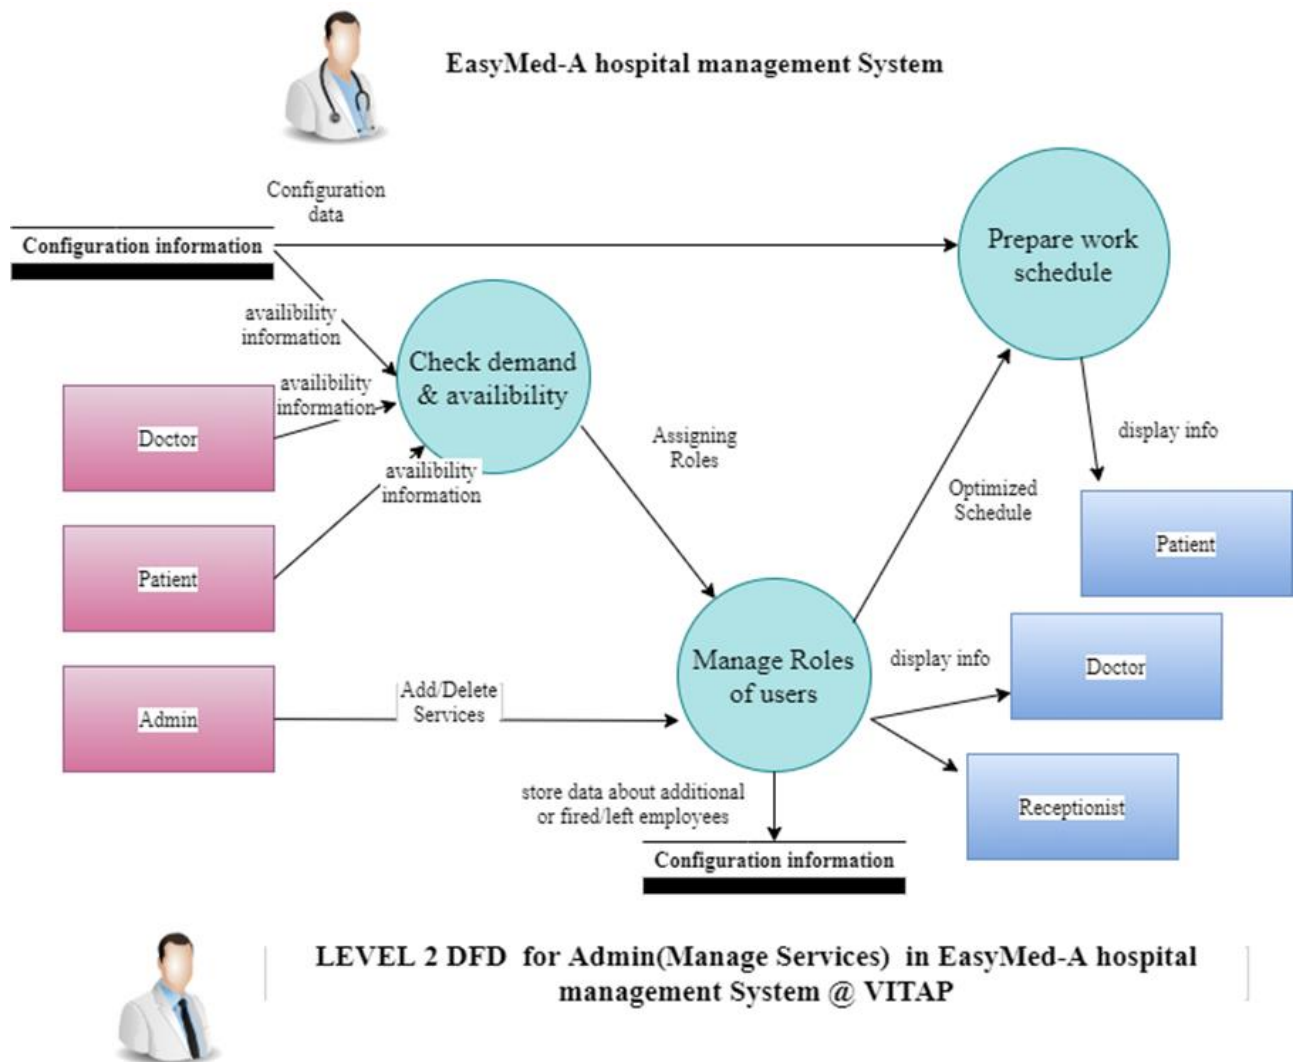 EasyMed-A hospital management System
Configuration
data
Configuration information
Prepare work
schedule
availibility
information
Check demand
& availibility
availibility
information
Doctor
availibility
information
Assigning
Roles
display info
Optimized
Schedule
Patient
Patient
Manage Roles
of users
display info
Doctor
Add/Delete
Services
Admin
store data about additional
or fired/left employees
Receptionist
Configuration information
LEVEL 2 DFD for Admin(Manage Services) in EasyMed-A hospital
management System @ VITAP